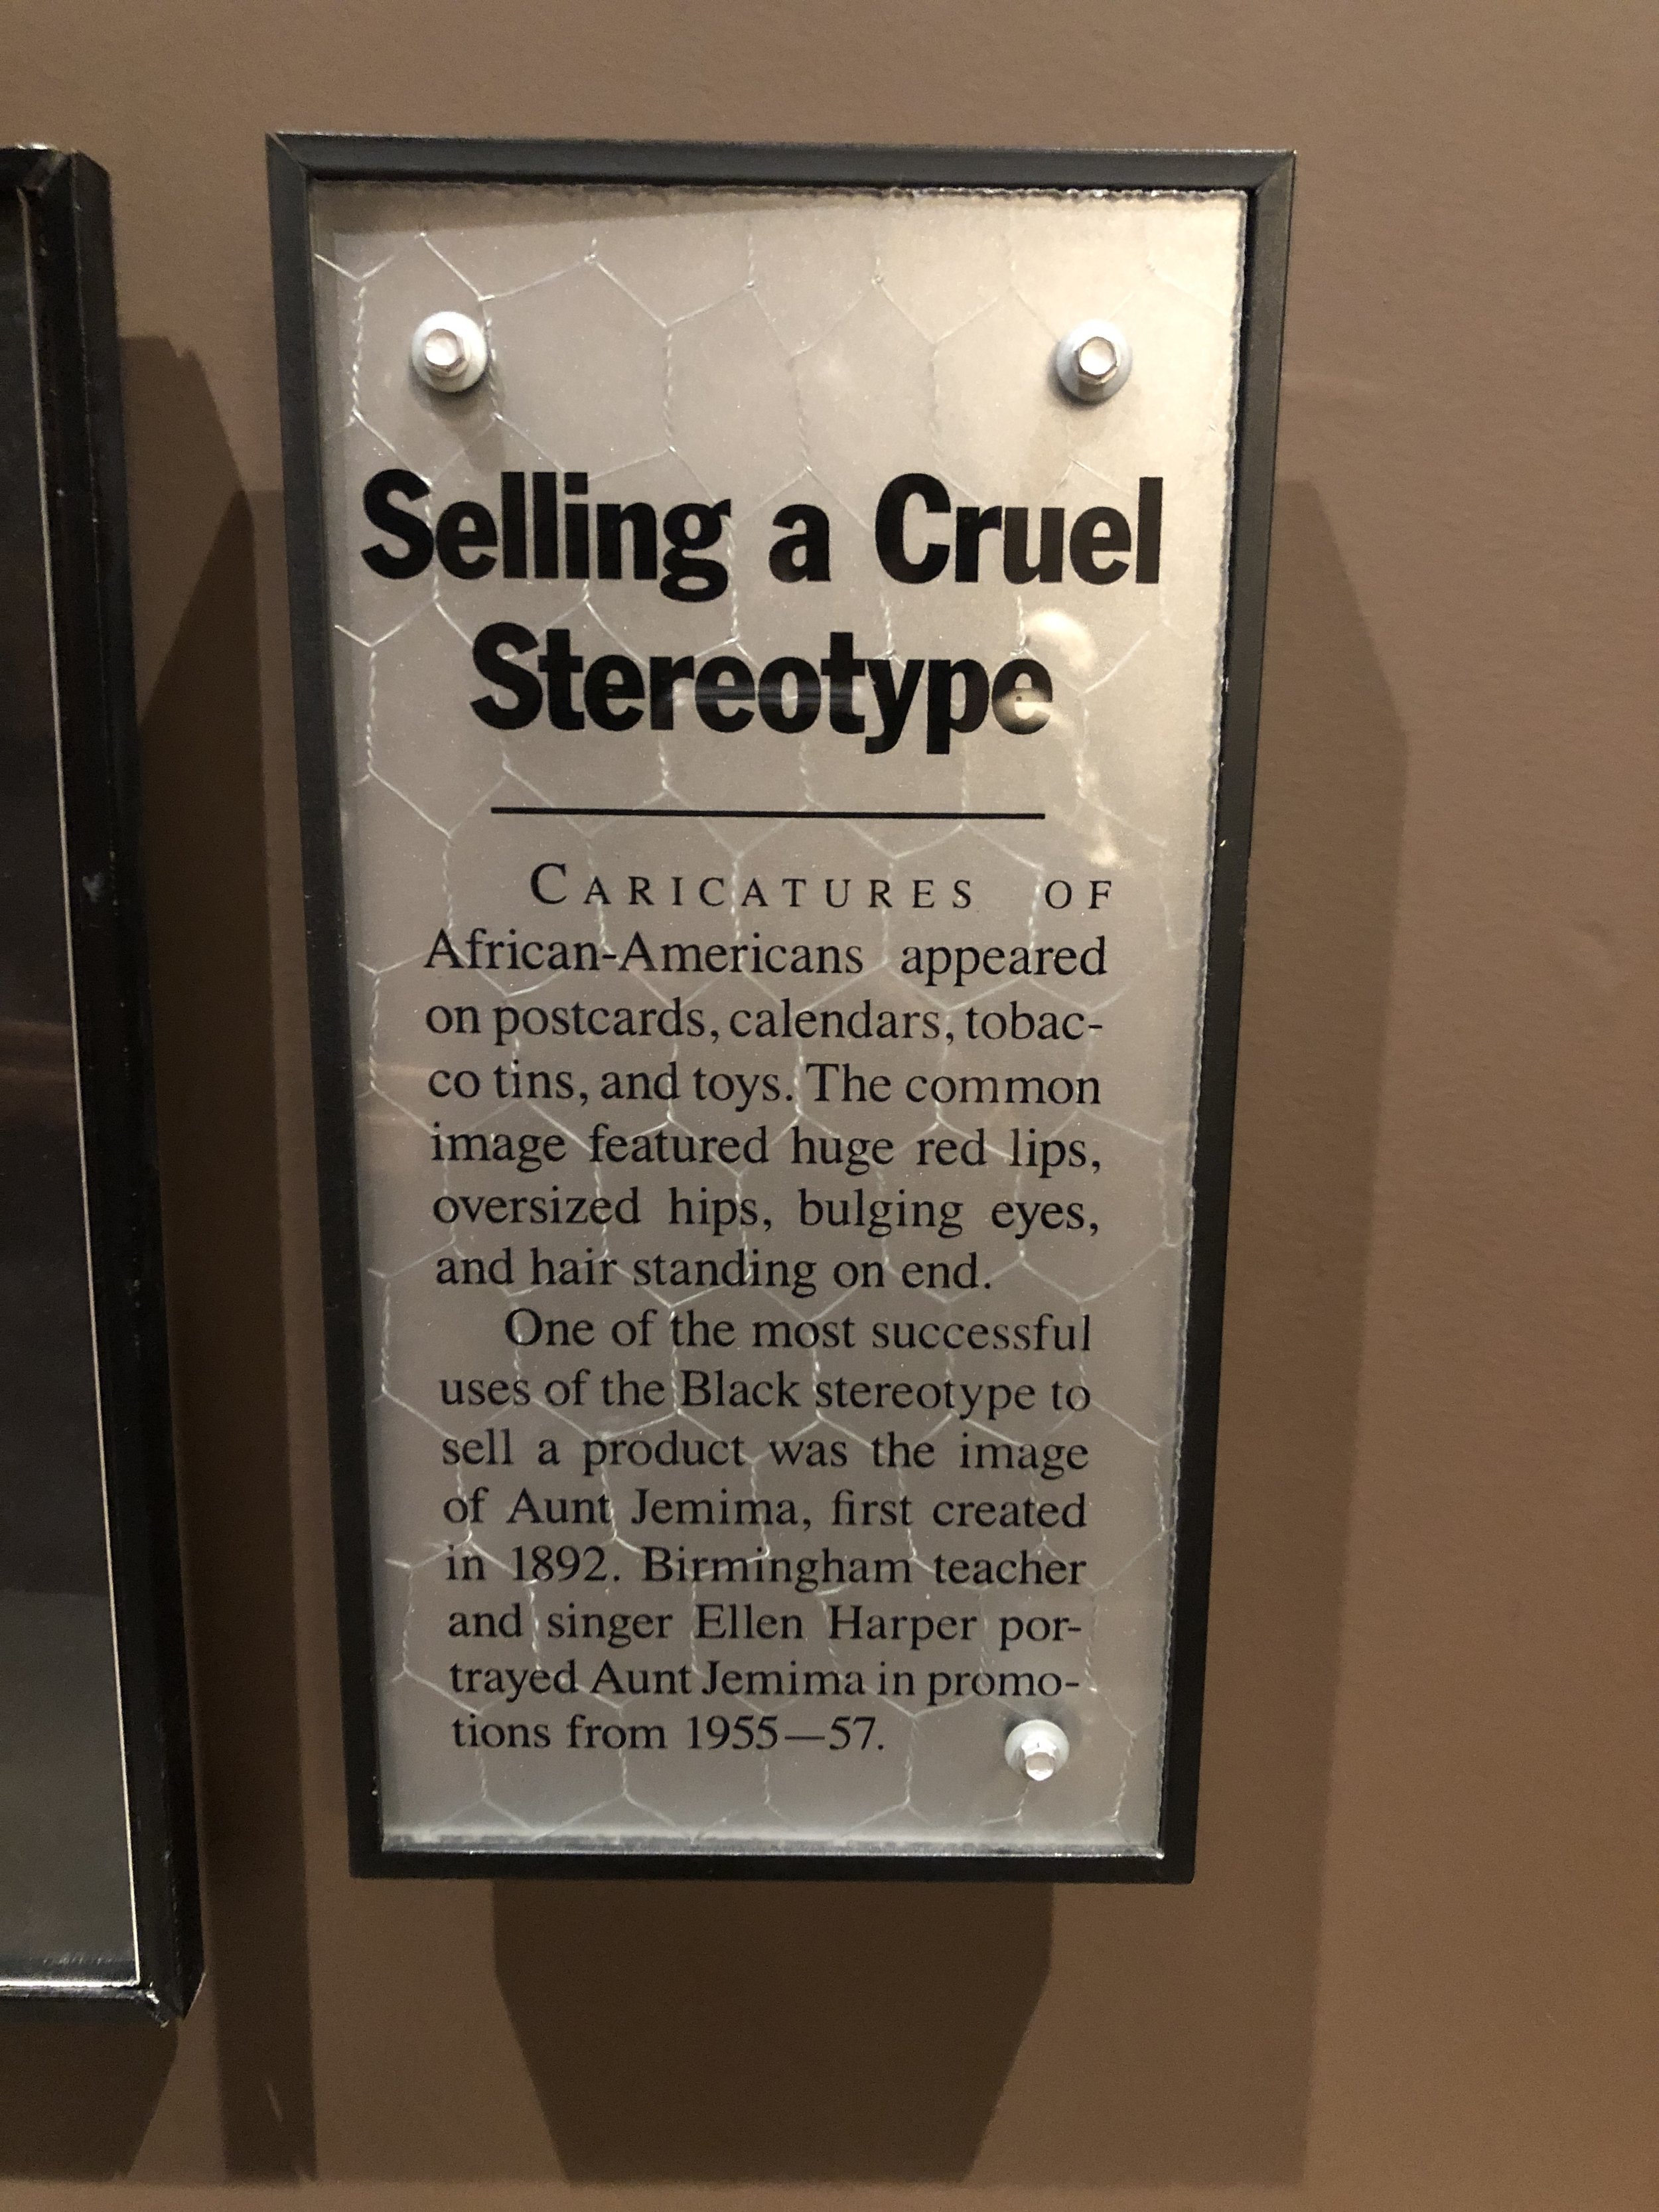 Selling a Cruel
Stereotype
CARICATURES OF
African-Americans appeared
on postcards, calendars, tobac-
co tins, and toys. The common
image featured huge red lips,
oversized hips, bulging eyes,
and hair standing on end.
One of the most successful
uses of the Black stereotype to
sell a product was the image
of Aunt Jemima, first created
in 1892. Birmingham teacher
and singer Ellen Harper por-
trayed Aunt Jemima in promo-
tions from 1955—57.